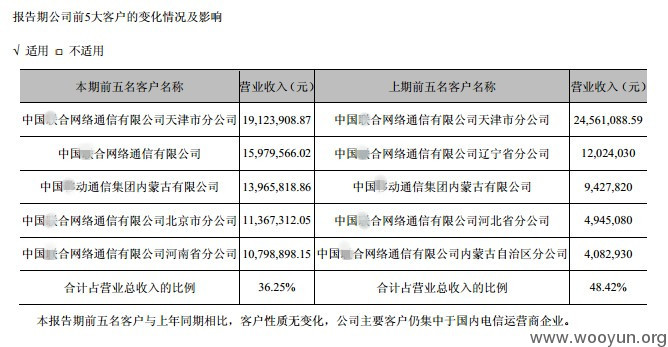 报告期公司前5大客户的变化情况及影响
√ 适用 □ 不适用
本期前五名客户名称 营业收入（元） 上期前五名客户名称 营业收入（元）
中国 合网络通信有限公司天津市分公司 19,123,908.87 中国 合网络通信有限公司天津市分公司 24,561,088.59
中国 合网络通信有限公司 15,979,566.02 中国 合网络通信有限公司辽宁省分公司 12,024,030
中国 动通信集团内蒙古有限公司 13,965,818.86 中国 动通信集团内蒙古有限公司 9,427,820
中国 合网络通信有限公司北京市分公司 11,367,312.05 中国 合网络通信有限公司河北省分公司 4,945,080
中国 合网络通信有限公司河南省分公司 10,798,898.15 中国 合网络通信有限公司内蒙古自治区分公司 4,082,930
合计占营业总收入的比例 36.25% 合计占营业总收入的比例 48.42%
本报告期前五名客户与上年同期相比，客户性质无变化，公司主要客户仍集中于国内电信运营商企业。
www.wooyun.org